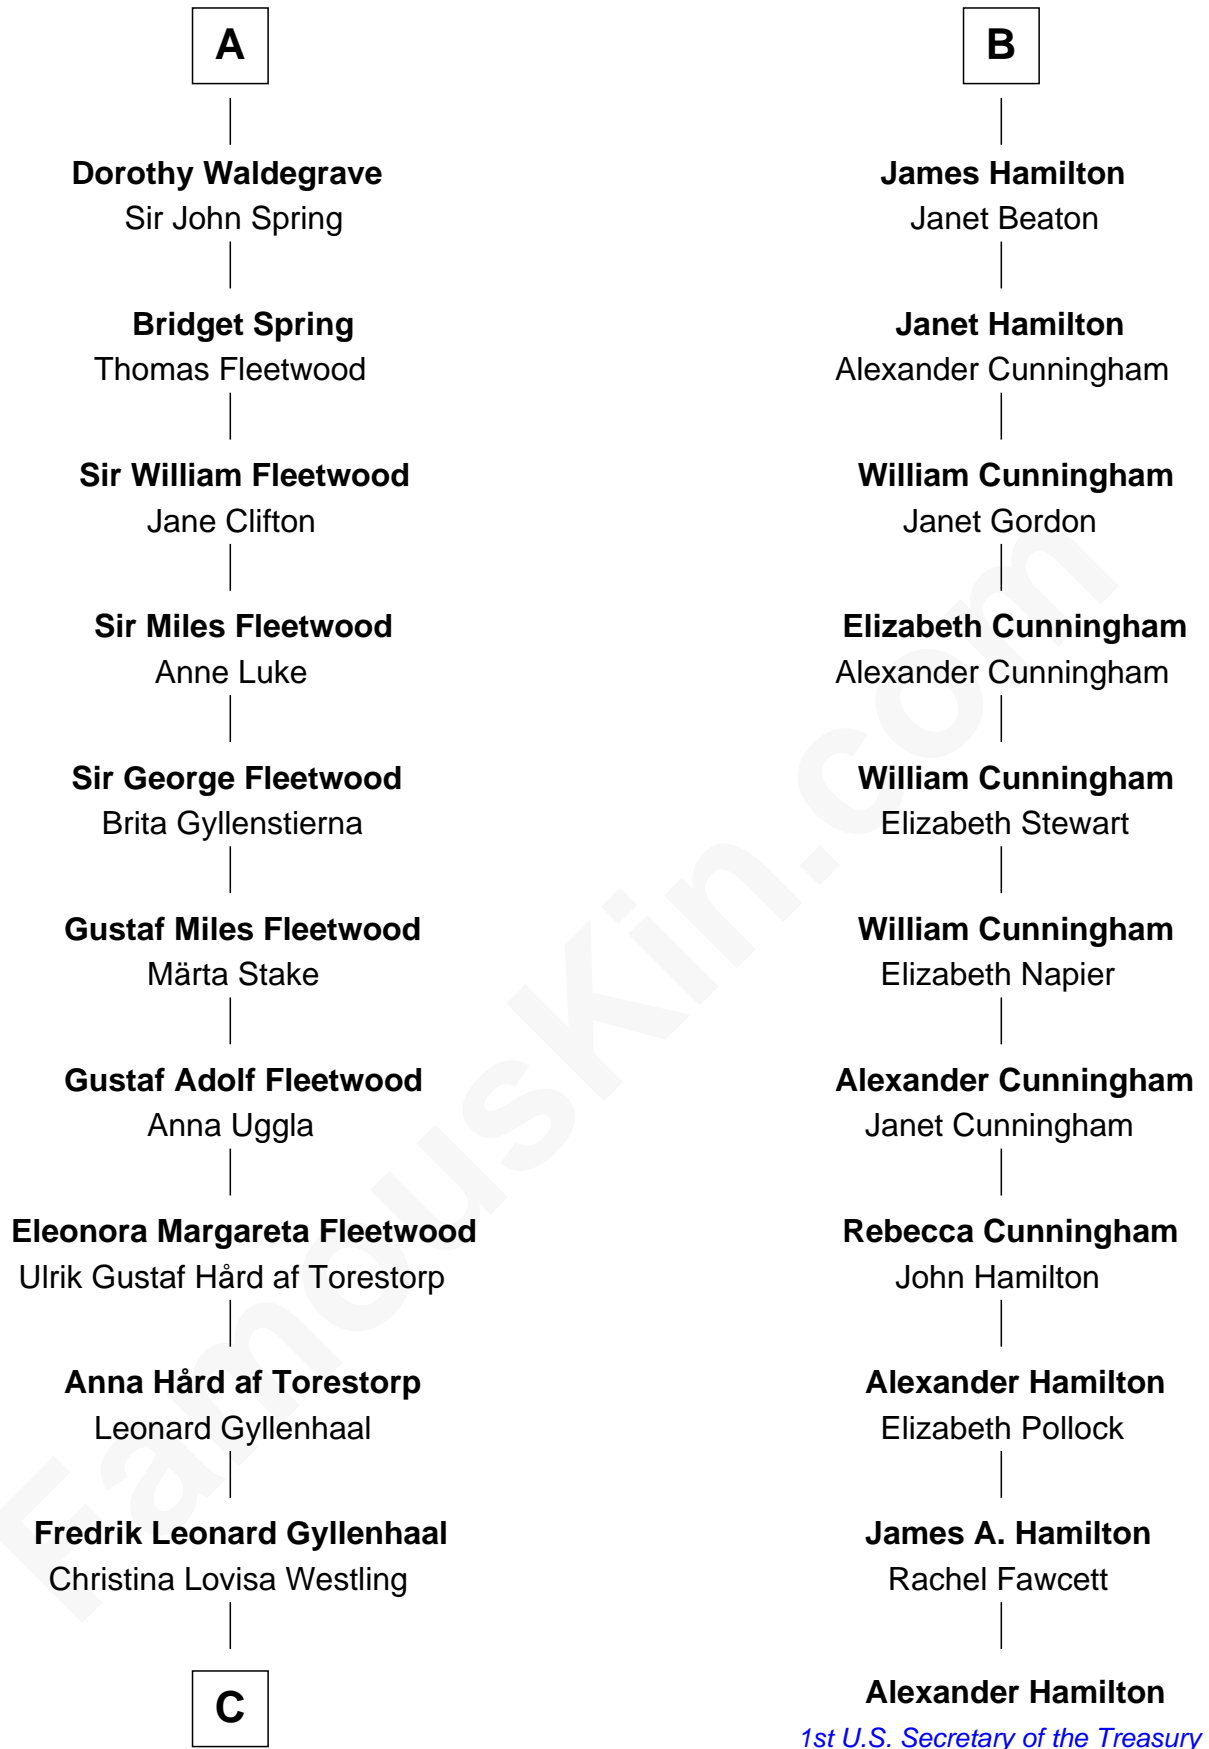 A
Dorothy Waldegrave
Sir John Spring
Bridget Spring
Thomas Fleetwood
Sir William Fleetwood
Jane Clifton
Sir Miles Fleetwood
Anne Luke
Sir George Fleetwood
Brita Gyllenstierna
Gustaf Miles Fleetwood
Märta Stake
Gustaf Adolf Fleetwood
Anna Uggla
Eleonora Margareta Fleetwood
Ulrik Gustaf Hård af Torestorp
Anna Hård af Torestorp
Leonard Gyllenhaal
Fredrik Leonard Gyllenhaal
Christina Lovisa Westling
C
B
James Hamilton
Janet Beaton
Janet Hamilton
Alexander Cunningham
William Cunningham
Janet Gordon
Elizabeth Cunningham
Alexander Cunningham
William Cunningham
Elizabeth Stewart
William Cunningham
Elizabeth Napier
Alexander Cunningham
Janet Cunningham
Rebecca Cunningham
John Hamilton
Alexander Hamilton
Elizabeth Pollock
James A. Hamilton
Rachel Fawcett
Alexander Hamilton
1st U.S. Secretary of the Treasury
FamousKin.com